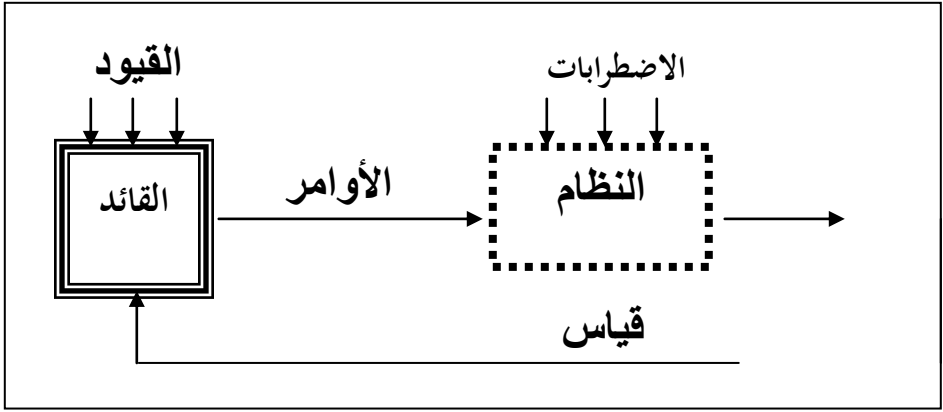 القيود
الاضطرابات
القائد
الأوامر
النظام
قياس